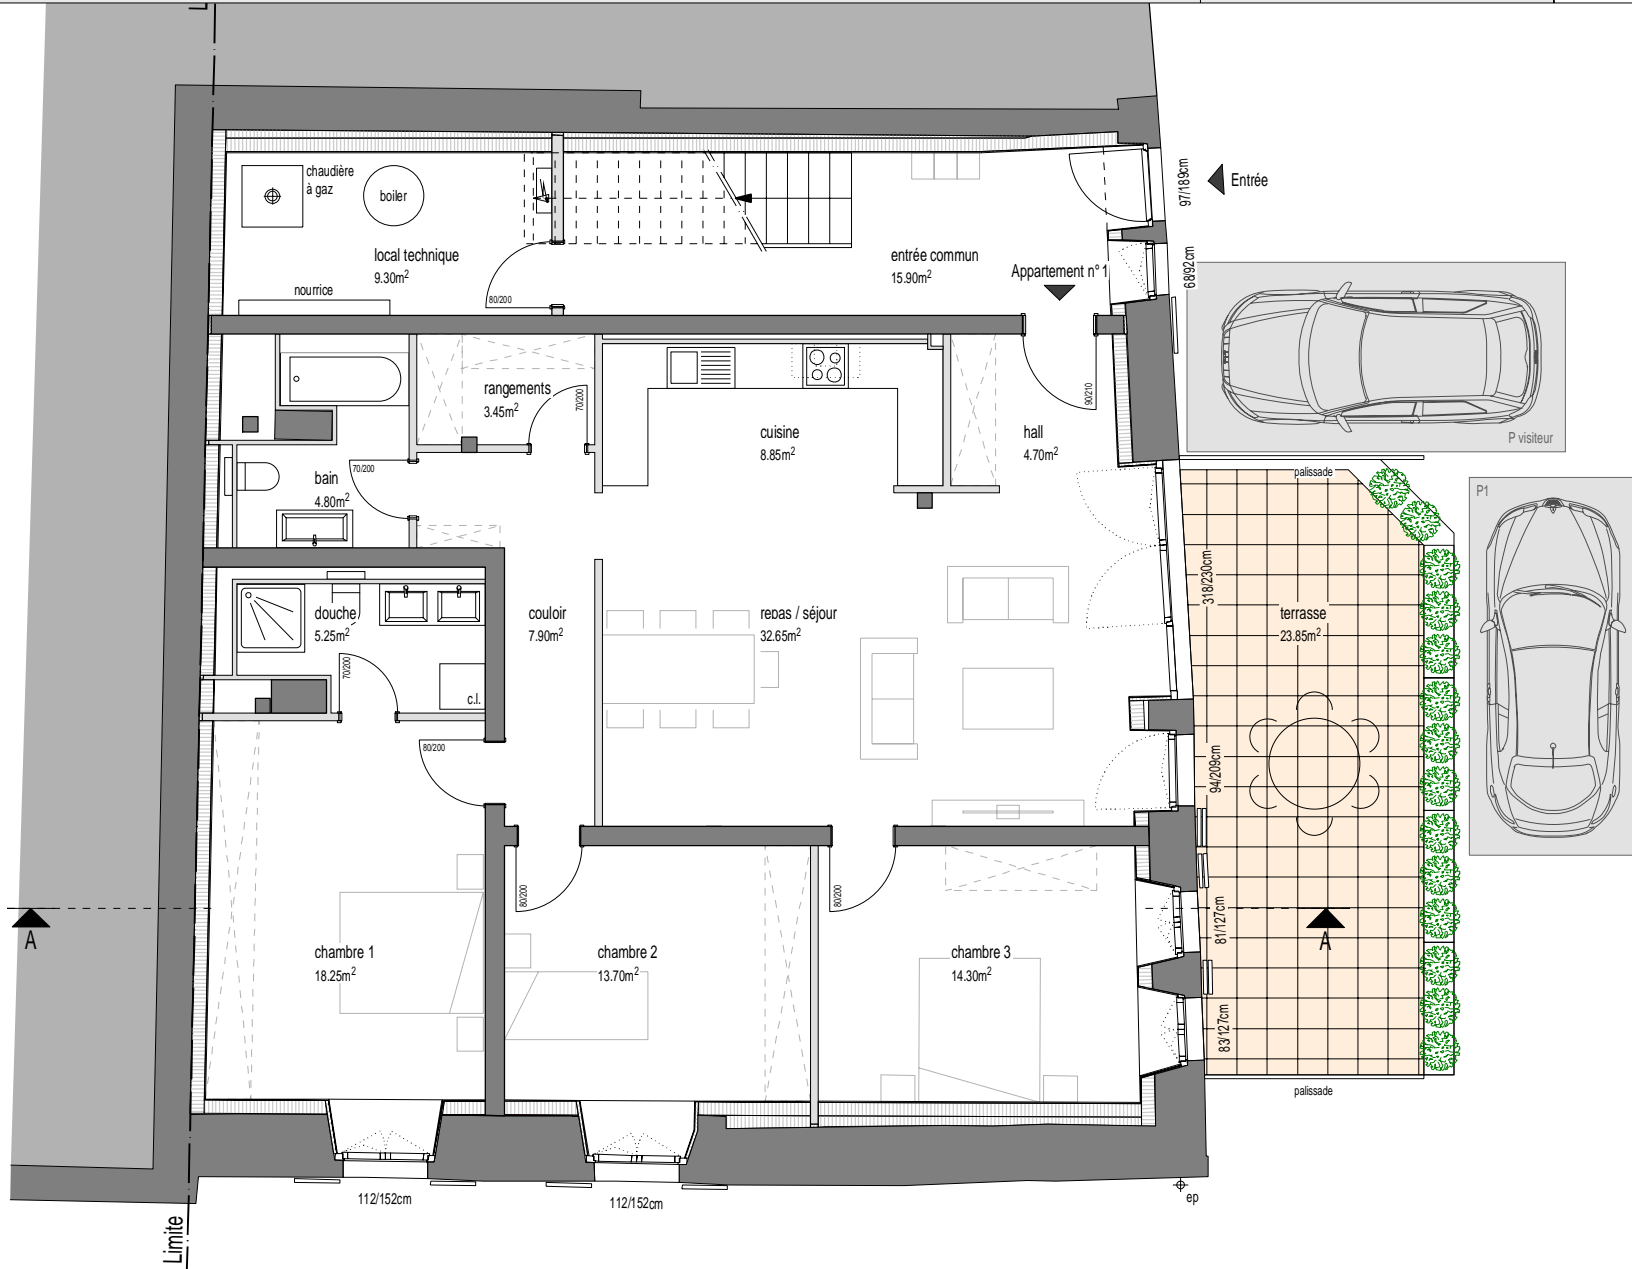 chaudière
à gaz
boiler
local technique
9.30m²
nourrice
80/200
entrée commun
15.90m²
Appartement n°1
97/189cm
Entrée
68/92cm
P visiteur
rangements
3.45m²
70/200
cuisine
8.85m²
hall
4.70m²
90/210
bain
4.80m²
70/200
palissade
P1
douche
5.25m²
70/200
c.l.
couloir
7.90m²
repas / séjour
32.65m²
318/230cm
terrasse
23.85m²
80/200
94/209cm
80/200
80/200
A
chambre 1
18.25m²
chambre 2
13.70m²
chambre 3
14.30m²
81/127cm
A
83/127cm
palissade
112/152cm
112/152cm
ep
Limite